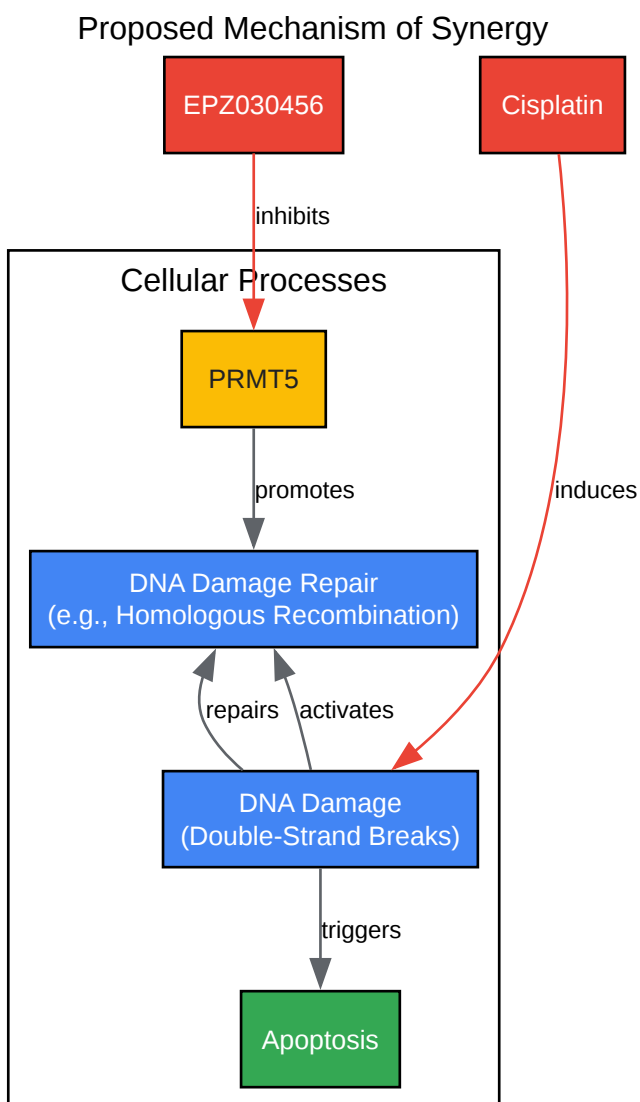 Proposed Mechanism of Synergy
EPZ030456
Cisplatin
inhibits
Cellular Processes
PRMT5
promotes
induces
DNA Damage Repair
(e.g., Homologous Recombination)
repairs
activates
DNA Damage
(Double-Strand Breaks)
triggers
Apoptosis